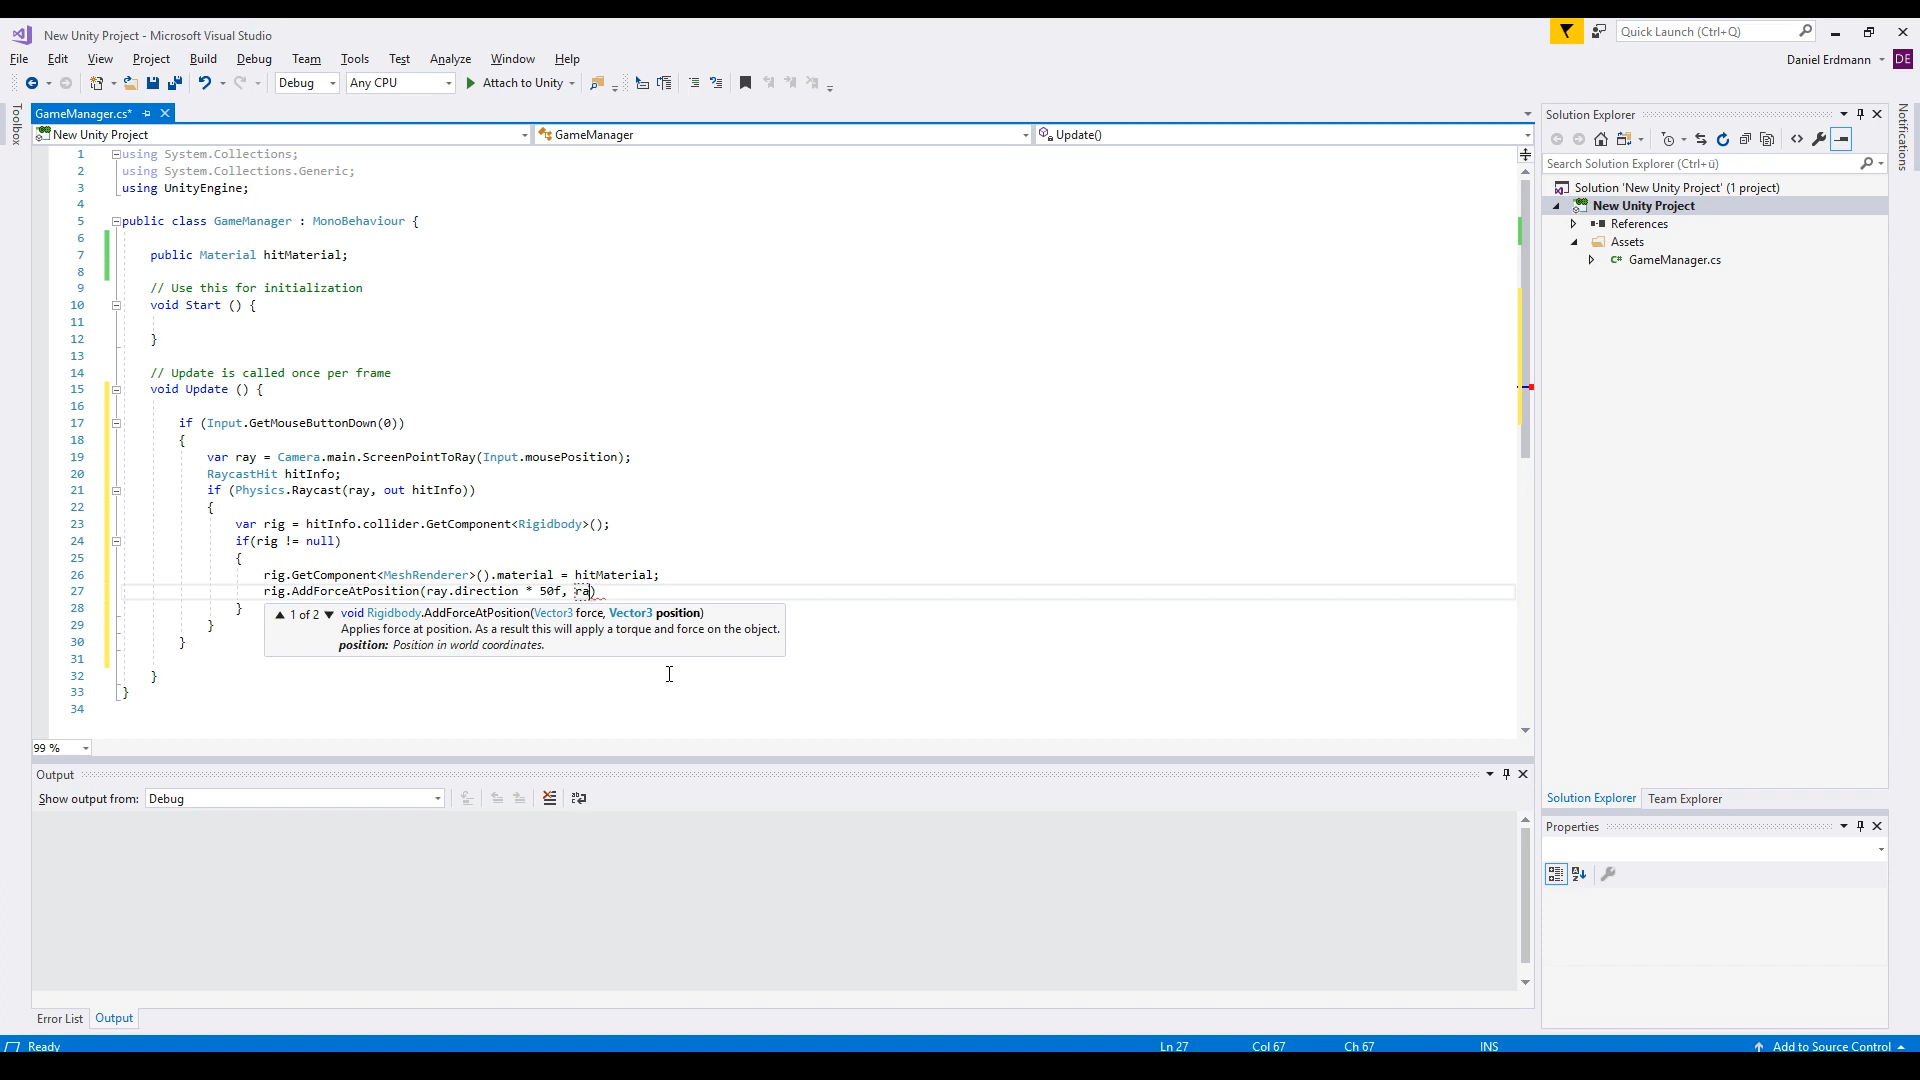 New Unity Project - Microsoft Visual Studio
Quick Launch (Ctrl+Q)
File Edit View Project Build Debug Team Tools Test Analyze Window Help
Daniel Erdmann DE
Debug Any CPU Attach to Unity
Toolbox
GameManager.cs*
New Unity Project GameManager Update()
1 using System.Collections;
2 using System.Collections.Generic;
3 using UnityEngine;
4
5 public class GameManager : MonoBehaviour {
6
7 public Material hitMaterial;
8
9 // Use this for initialization
10 void Start () {
11
12 }
13
14 // Update is called once per frame
15 void Update () {
16
17 if (Input.GetMouseButtonDown(0))
18 {
19 var ray = Camera.main.ScreenPointToRay(Input.mousePosition);
20 RaycastHit hitInfo;
21 if (Physics.Raycast(ray, out hitInfo))
22 {
23 var rig = hitInfo.collider.GetComponent<Rigidbody>();
24 if(rig != null)
25 {
26 rig.GetComponent<MeshRenderer>().material = hitMaterial;
27 rig.AddForceAtPosition(ray.direction * 50f, ra)
28 }
▲ 1 of 2 ▼ void Rigidbody.AddForceAtPosition(Vector3 force, Vector3 position)
Applies force at position. As a result this will apply a torque and force on the object.
position: Position in world coordinates.
29 }
30 }
31
32 }
33 }
34
99 %
Output
Show output from: Debug
Error List Output
Solution Explorer
Search Solution Explorer (Ctrl+ü)
Solution 'New Unity Project' (1 project)
New Unity Project
References
Assets
C# GameManager.cs
Solution Explorer Team Explorer
Properties
Notifications
Ready Ln 27 Col 67 Ch 67 INS Add to Source Control